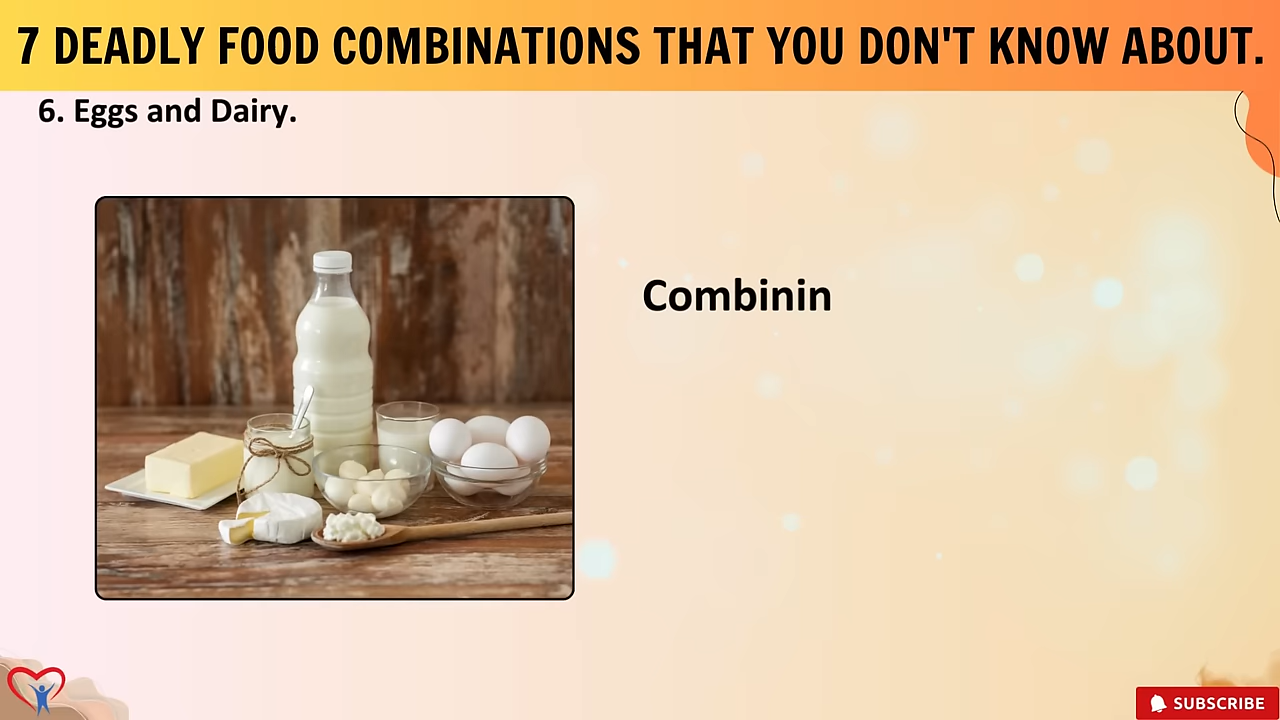 7 DEADLY FOOD COMBINATIONS THAT YOU DON'T KNOW ABOUT.
6. Eggs and Dairy.
Combinin
SUBSCRIBE